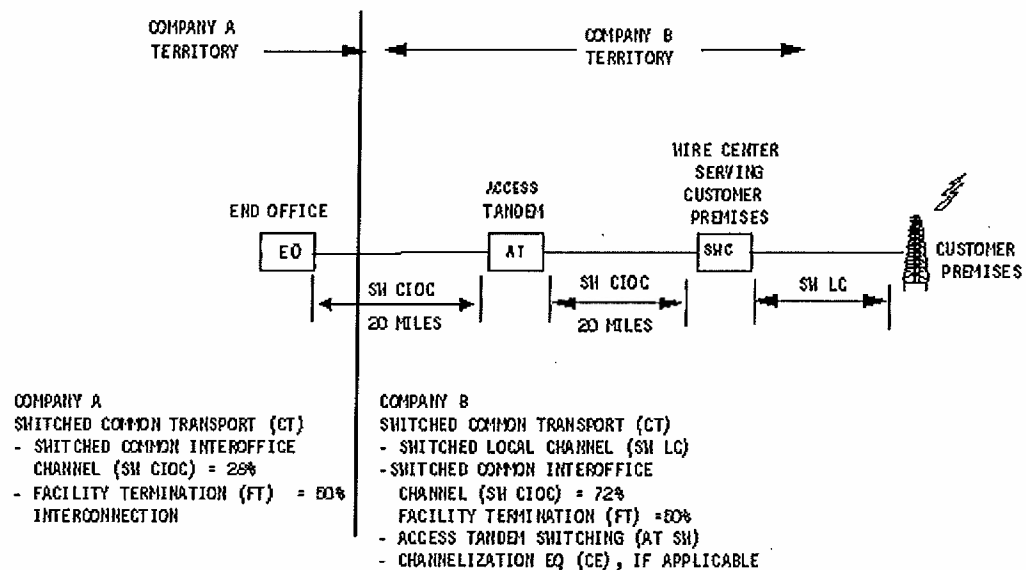 COMPANY A
TERRITORY
COMPANY B
TERRITORY
WIRE CENTER
SERVING
CUSTOMER
PREMISES
ACCESS
TANDEM
END OFFICE
EO
AT
SWC
CUSTOMER
PREMISES
SW CIOC
20 MILES
SW CIOC
20 MILES
SW LC
COMPANY A
SWITCHED COMMON TRANSPORT (CT)
- SWITCHED COMMON INTEROFFICE
CHANNEL (SW CIOC) = 28%
- FACILITY TERMINATION (FT) = 50%
INTERCONNECTION
COMPANY B
SWITCHED COMMON TRANSPORT (CT)
- SWITCHED LOCAL CHANNEL (SW LC)
-SWITCHED COMMON INTEROFFICE
CHANNEL (SW CIOC) = 72%
FACILITY TERMINATION (FT) =50%
- ACCESS TANDEM SWITCHING (AT SW)
- CHANNELIZATION EQ (CE), IF APPLICABLE